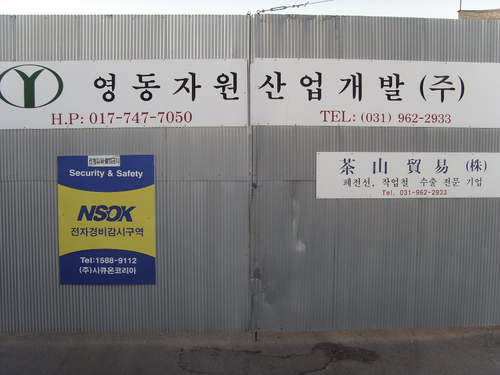 영동자원 산업개발 (주)
H.P: 017-747-7050 TEL: (031) 962-2933
Security & Safety
NSOK
전자경비감시구역
Tel:1588-9112
(주)시큐온코리아
茶山 貿易 (株)
폐전선, 작업철 수출 전문 기업
Tel. 031-962-2933